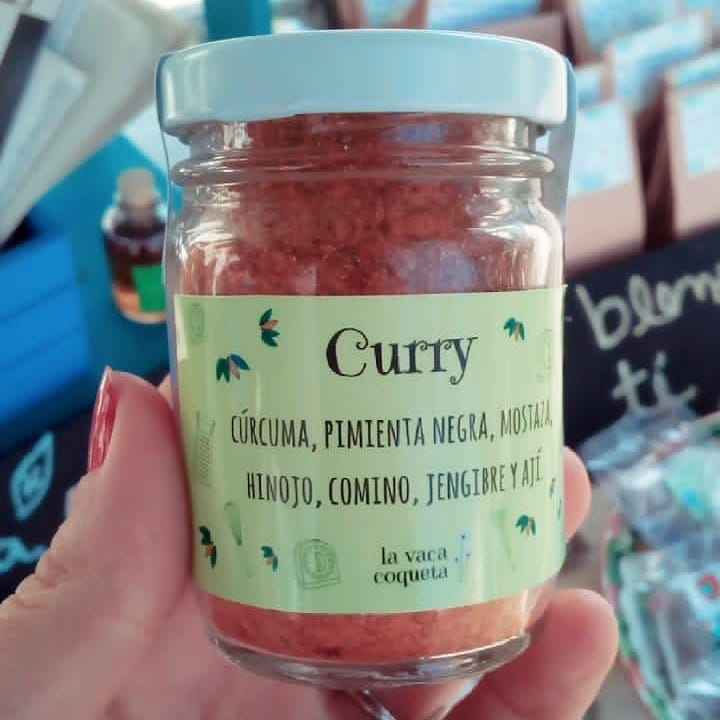 Curry
CÚRCUMA, PIMIENTA NEGRA, MOSTAZA,
HINOJO, COMINO, JENGIBRE Y AJÍ
la vaca
coqueta